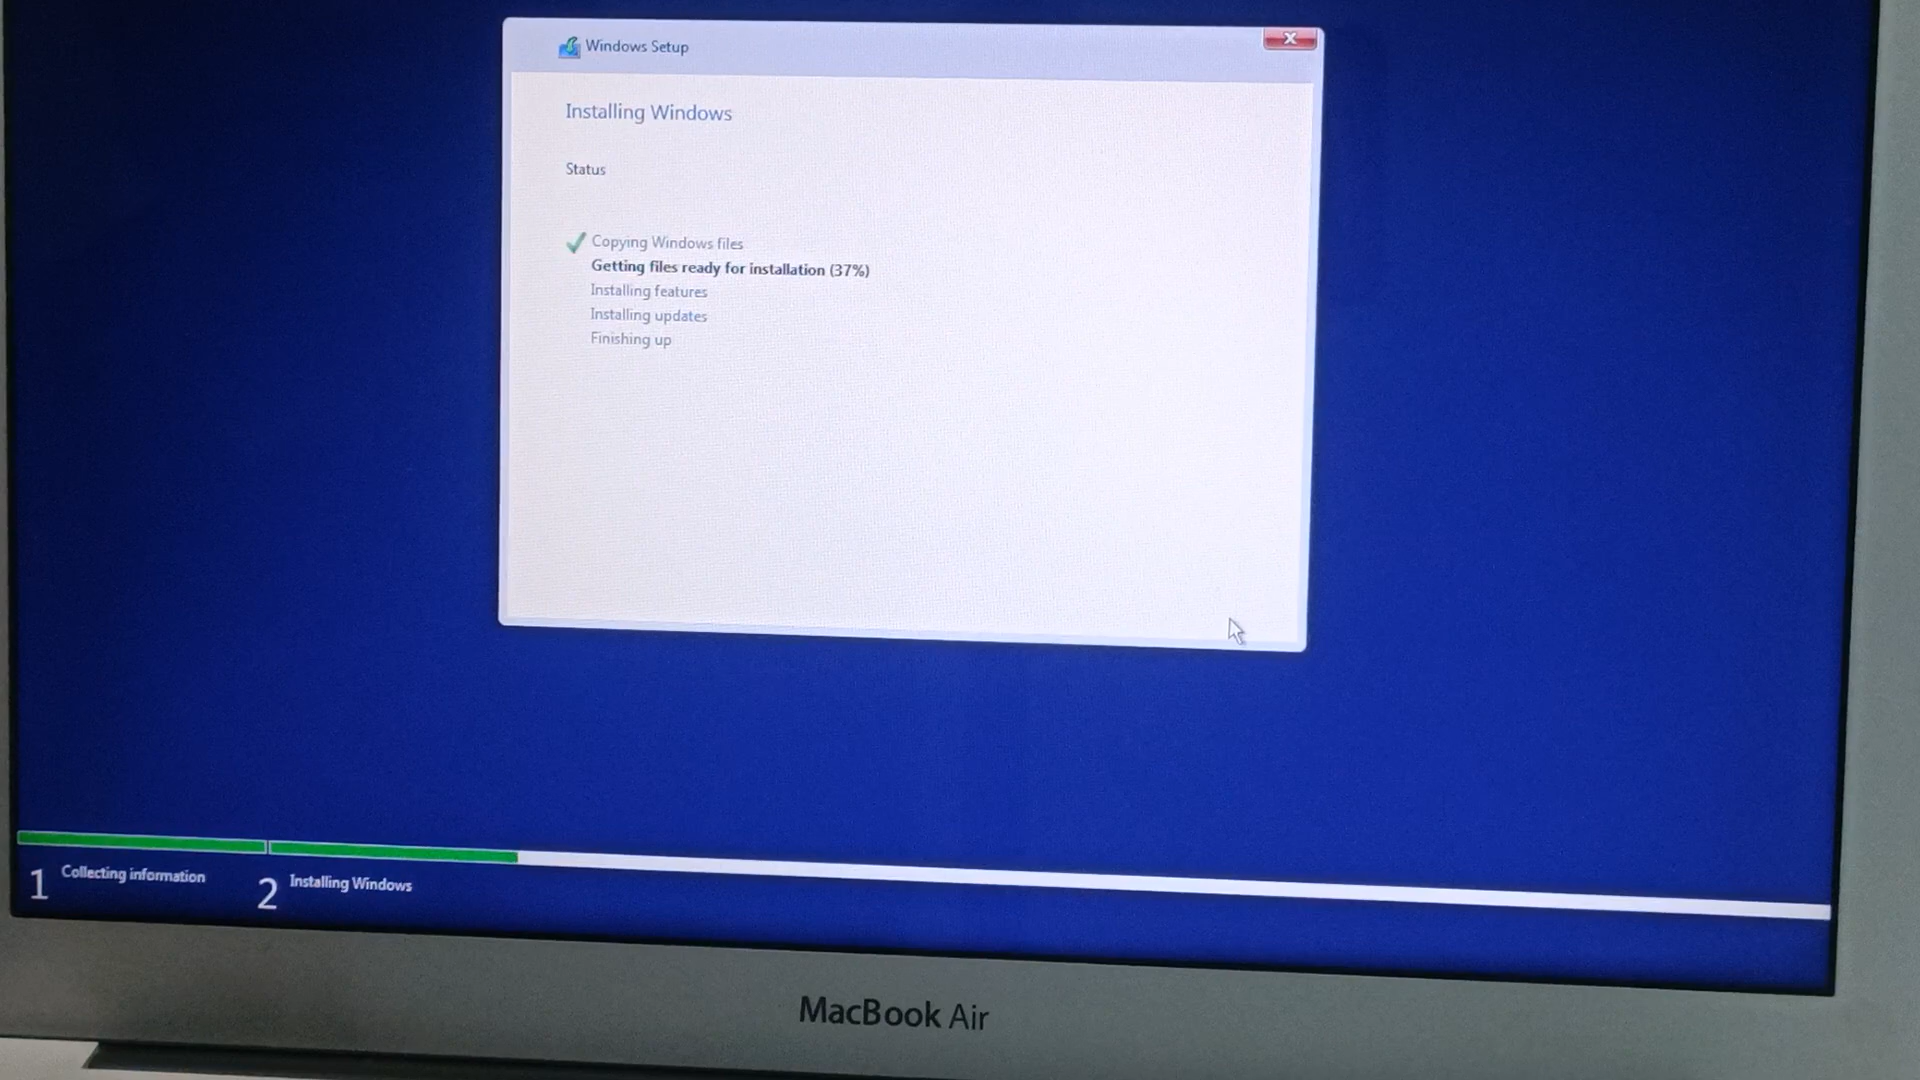 Windows Setup
Installing Windows
Status
Copying Windows files
Getting files ready for installation (37%)
Installing features
Installing updates
Finishing up
1 Collecting information
2 Installing Windows
MacBook Air